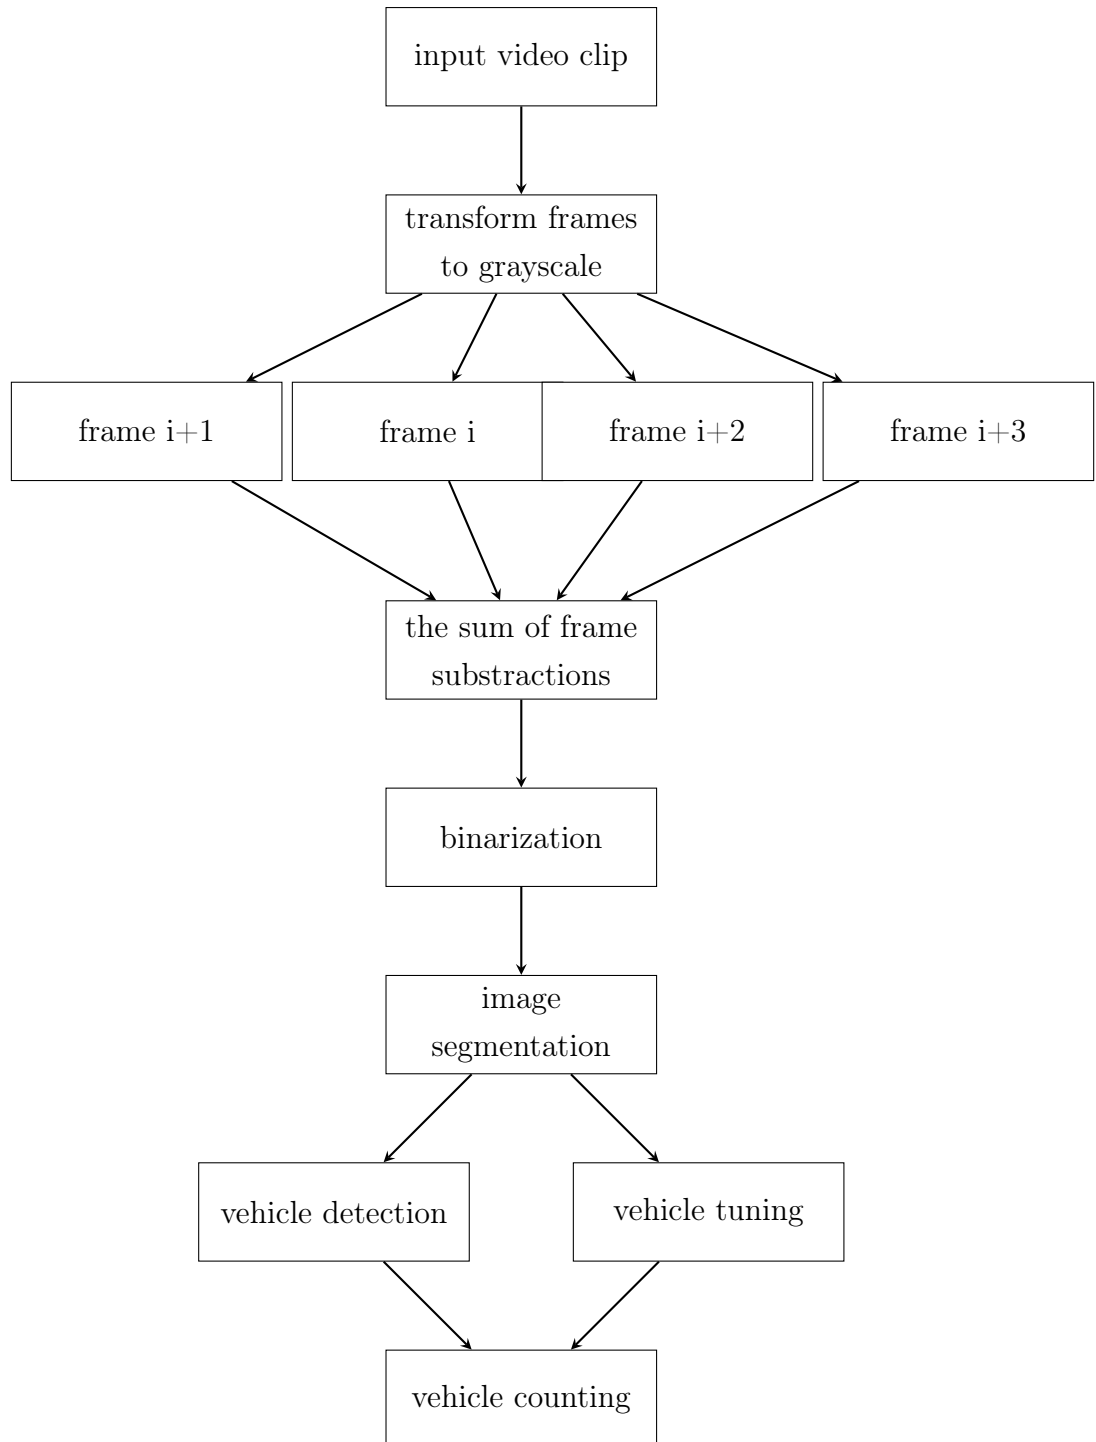 input video clip
transform frames
to grayscale
frame i+1
frame i
frame i+2
frame i+3
the sum of frame
substractions
binarization
image
segmentation
vehicle detection
vehicle tuning
vehicle counting